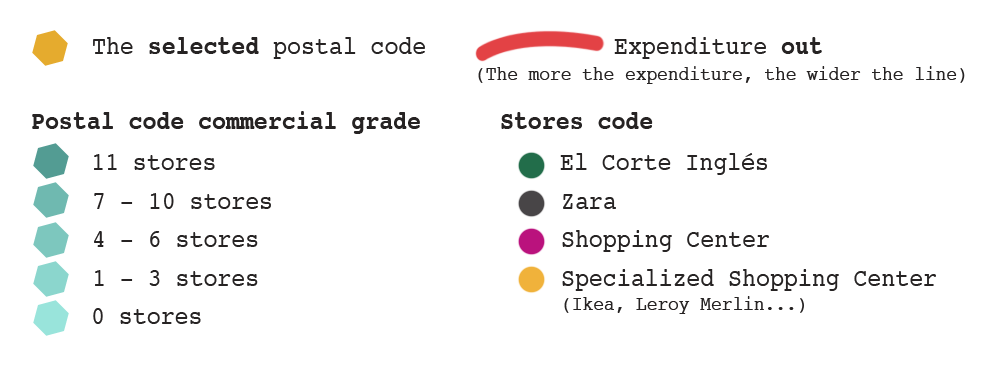 The selected postal code
Expenditure out
(The more the expenditure, the wider the line)
Postal code commercial grade
11 stores
7 – 10 stores
4 – 6 stores
1 – 3 stores
0 stores
Stores code
El Corte Inglés
Zara
Shopping Center
Specialized Shopping Center
(Ikea, Leroy Merlin...)